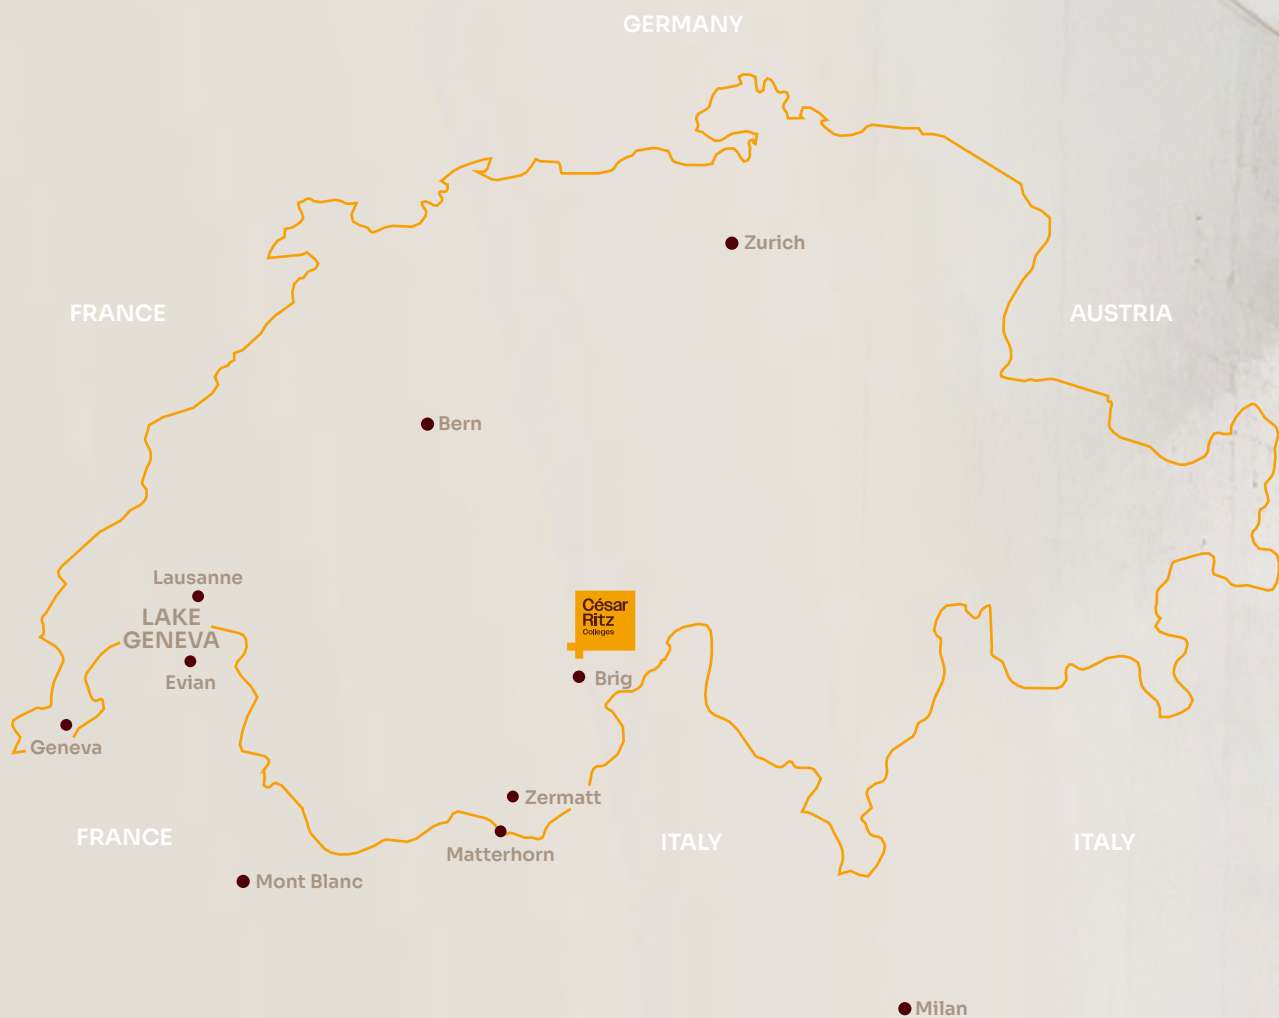 GERMANY
Zurich
FRANCE
AUSTRIA
Bern
Lausanne
LAKE
GENEVA
César
Ritz
Colleges
Evian
Brig
Geneva
Zermatt
FRANCE
ITALY
ITALY
Matterhorn
Mont Blanc
Milan